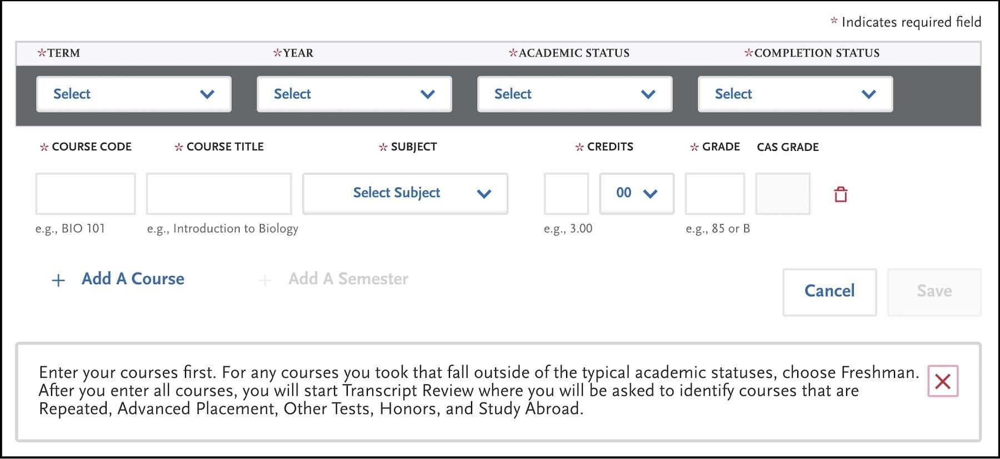 * Indicates required field
*TERM *YEAR *ACADEMIC STATUS *COMPLETION STATUS
Select Select Select Select
* COURSE CODE * COURSE TITLE * SUBJECT * CREDITS * GRADE CAS GRADE
Select Subject 00
e.g., BIO 101 e.g., Introduction to Biology e.g., 3.00 e.g., 85 or B
+ Add A Course + Add A Semester
Cancel Save
Enter your courses first. For any courses you took that fall outside of the typical academic statuses, choose Freshman.
After you enter all courses, you will start Transcript Review where you will be asked to identify courses that are
Repeated, Advanced Placement, Other Tests, Honors, and Study Abroad.